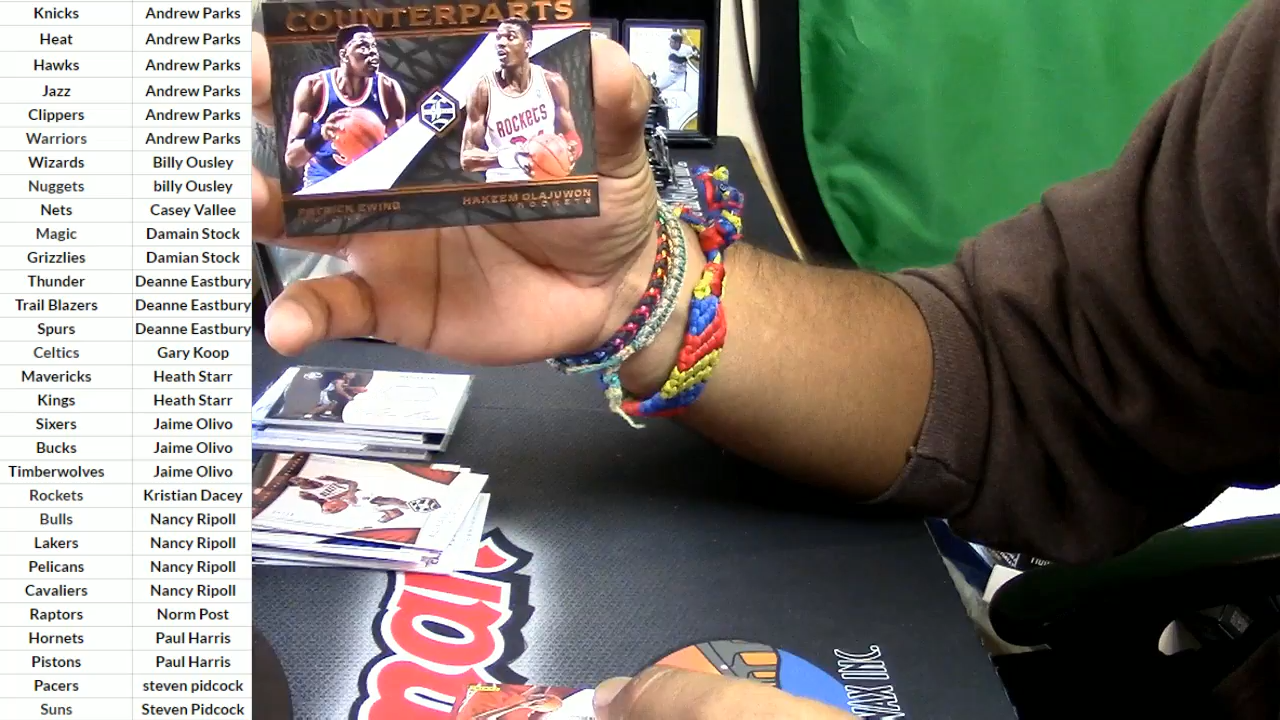 Knicks Andrew Parks
Heat Andrew Parks
Hawks Andrew Parks
Jazz Andrew Parks
Clippers Andrew Parks
Warriors Andrew Parks
Wizards Billy Ousley
Nuggets billy Ousley
Nets Casey Vallee
Magic Damain Stock
Grizzlies Damian Stock
Thunder Deanne Eastbury
Trail Blazers Deanne Eastbury
Spurs Deanne Eastbury
Celtics Gary Koop
Mavericks Heath Starr
Kings Heath Starr
Sixers Jaime Olivo
Bucks Jaime Olivo
Timberwolves Jaime Olivo
Rockets Kristian Dacey
Bulls Nancy Ripoll
Lakers Nancy Ripoll
Pelicans Nancy Ripoll
Cavaliers Nancy Ripoll
Raptors Norm Post
Hornets Paul Harris
Pistons Paul Harris
Pacers steven pidcock
Suns Steven Pidcock
COUNTERPARTS
ROCKETS
PATRICK EWING
HAKEEM OLAJUWON
ROCKETS
WAX INC.